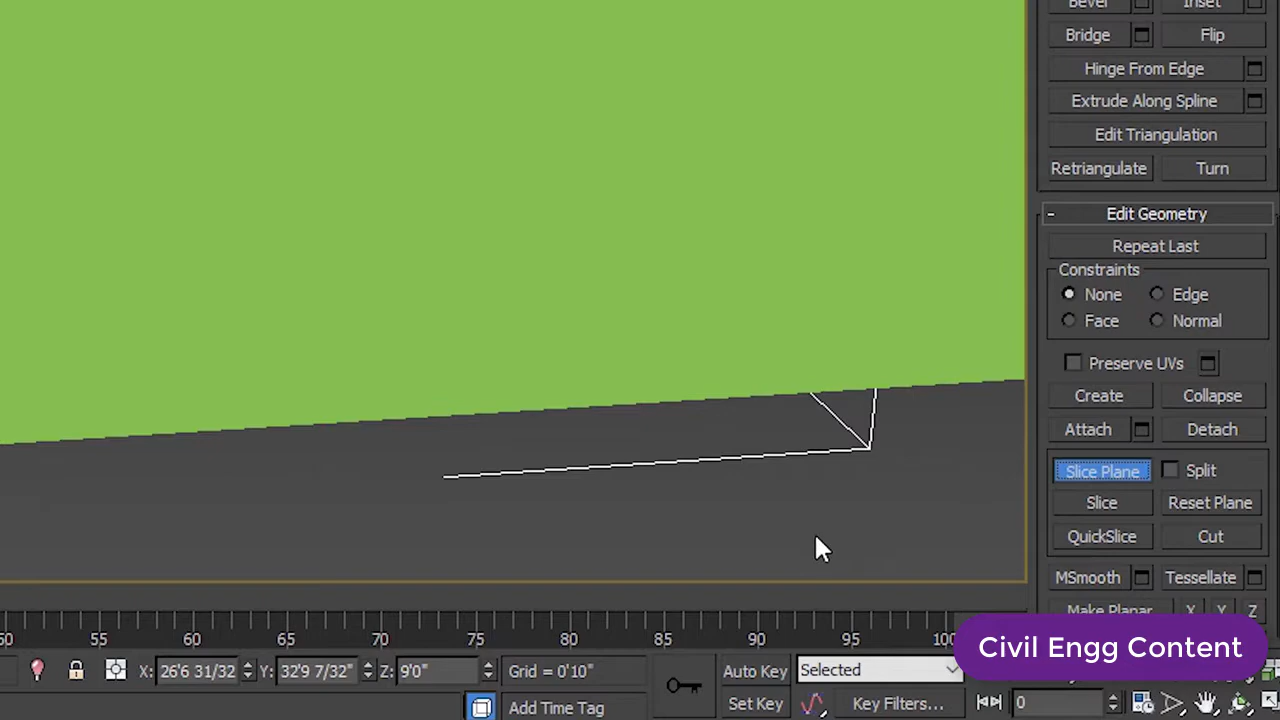 Bevel Inset
Bridge Flip
Hinge From Edge
Extrude Along Spline
Edit Triangulation
Retriangulate Turn
- Edit Geometry
Repeat Last
Constraints
None Edge
Face Normal
Preserve UVs
Create Collapse
Attach Detach
Slice Plane Split
Slice Reset Plane
QuickSlice Cut
MSmooth Tessellate
Make Planar X Y Z
50 55 60 65 70 75 80 85 90 95 100
Civil Engg Content
X: 26'6 31/32 Y: 32'9 7/32" Z: 9'0" Grid = 0'10" Auto Key Selected
Add Time Tag Set Key Key Filters... 0